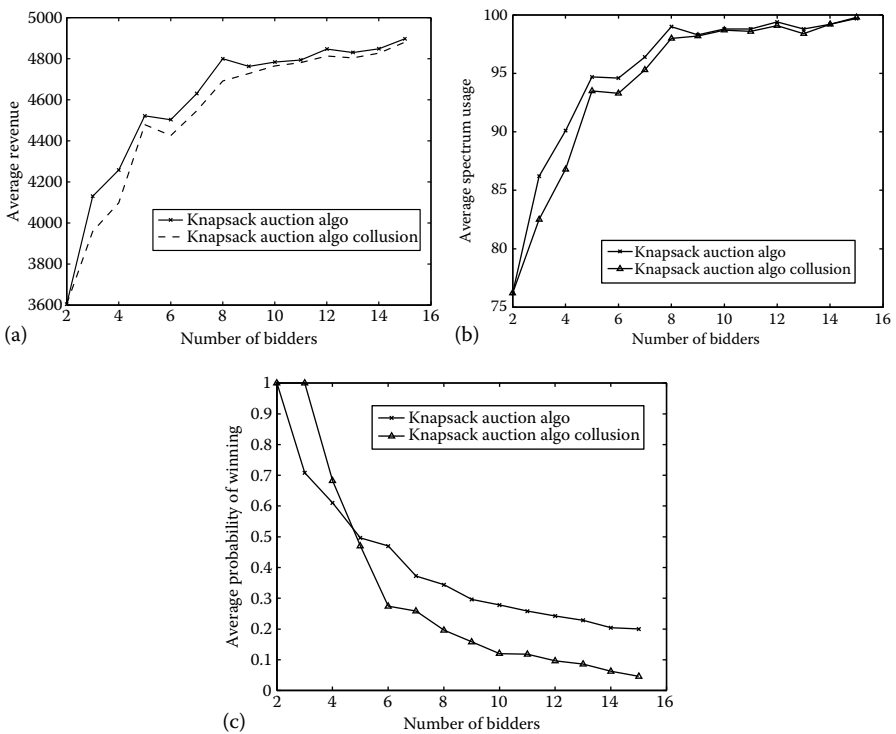 5000
4800
4600
4400
4200
4000
3800
3600
Average revenue
Knapsack auction algo
Knapsack auction algo collusion
2 4 6 8 10 12 14 16
Number of bidders
(a)
100
95
90
85
80
75
Average spectrum usage
Knapsack auction algo
Knapsack auction algo collusion
2 4 6 8 10 12 14 16
Number of bidders
(b)
1
0.9
0.8
0.7
0.6
0.5
0.4
0.3
0.2
0.1
0
Average probability of winning
Knapsack auction algo
Knapsack auction algo collusion
2 4 6 8 10 12 14 16
Number of bidders
(c)